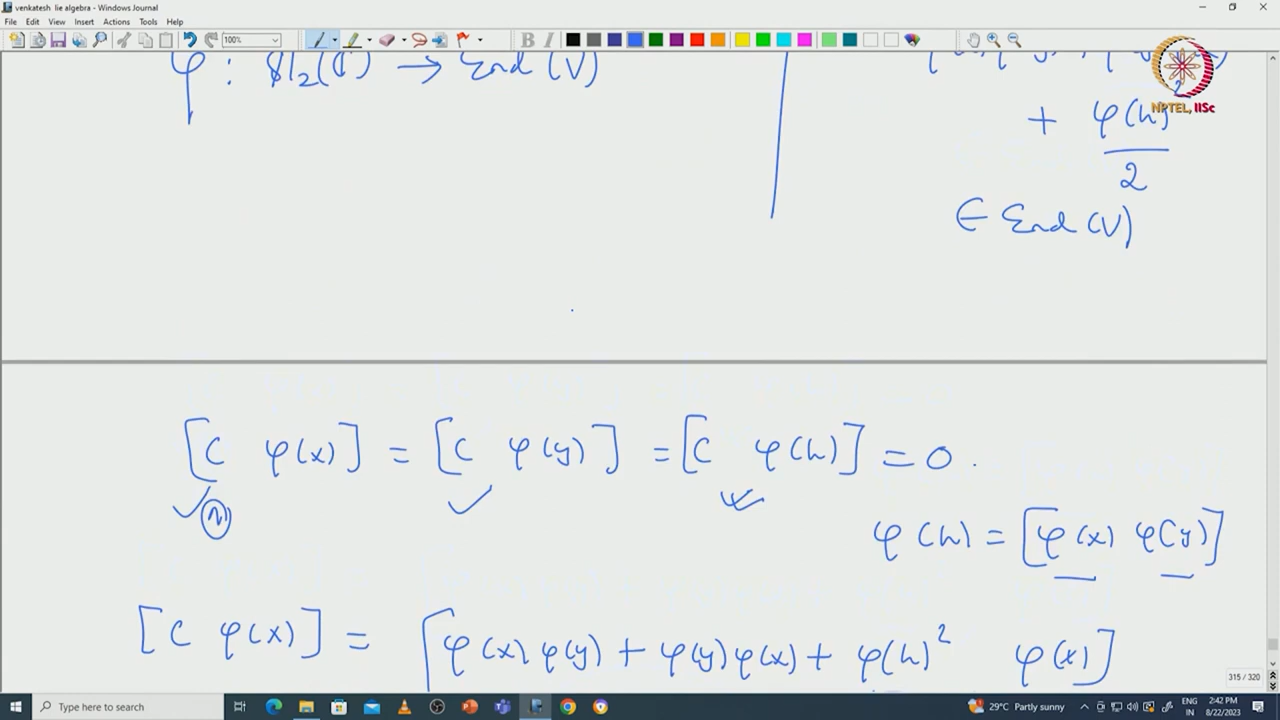 venkatesh lie algebra - Windows Journal
File Edit View Insert Actions Tools Help
100%
B I
φ : sl₂(ℂ) → End (V)
+ φ(h)²
2
∈ End (V)
NPTEL, IISc
[C φ(x)] = [C φ(y)] = [C φ(h)] = 0.
φ(h) = [φ(x) φ(y)]
[C φ(x)] = [φ(x) φ(y) + φ(y) φ(x) + φ(h)² φ(x)]
315 / 320
Type here to search
29°C Partly sunny
ENG
IN
2:42 PM
8/22/2023